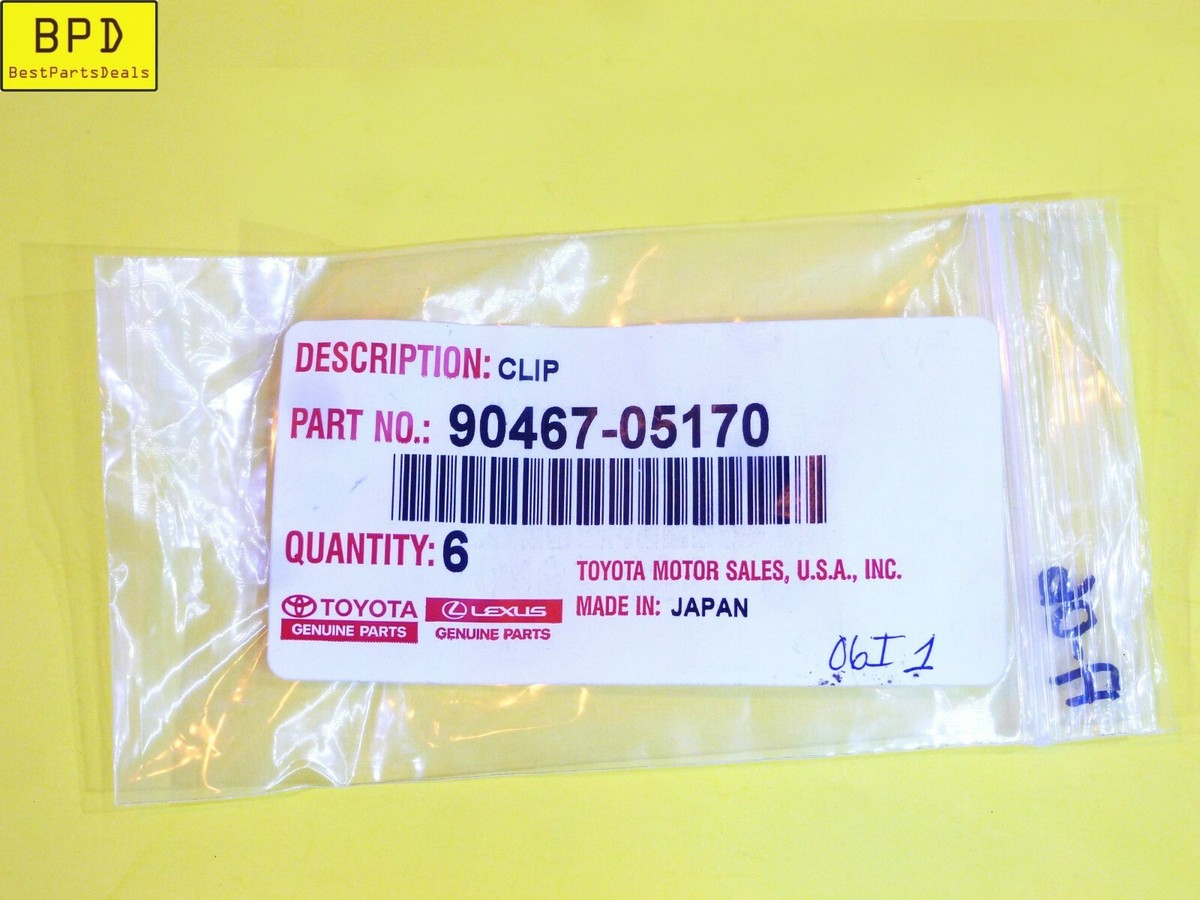 BPD
BestPartsDeals
DESCRIPTION: CLIP
PART NO.: 90467-05170
QUANTITY: 6
TOYOTA MOTOR SALES, U.S.A., INC.
MADE IN: JAPAN
TOYOTA
GENUINE PARTS
LEXUS
GENUINE PARTS
06I 1